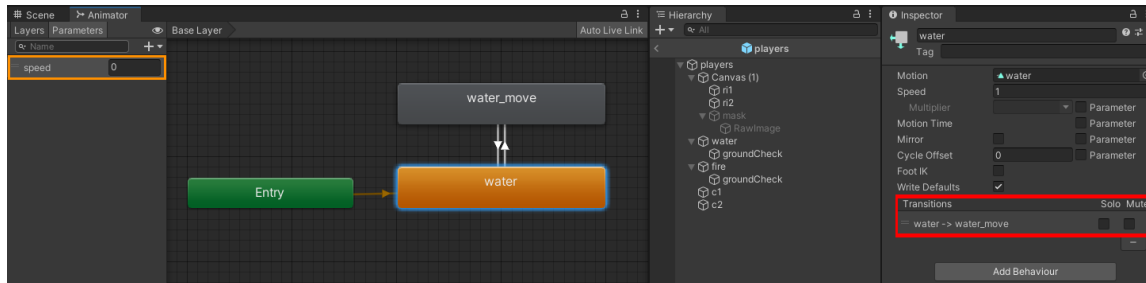 Scene Animator
Layers Parameters Base Layer Auto Live Link
Name
speed 0
water_move
water
Entry
Hierarchy
All
players
players
Canvas (1)
ri1
ri2
mask
RawImage
water
groundCheck
fire
groundCheck
c1
c2
Inspector
water
Tag
Motion water
Speed 1
Multiplier Parameter
Motion Time Parameter
Mirror Parameter
Cycle Offset 0 Parameter
Foot IK
Write Defaults
Transitions Solo Mute
water -> water_move
Add Behaviour